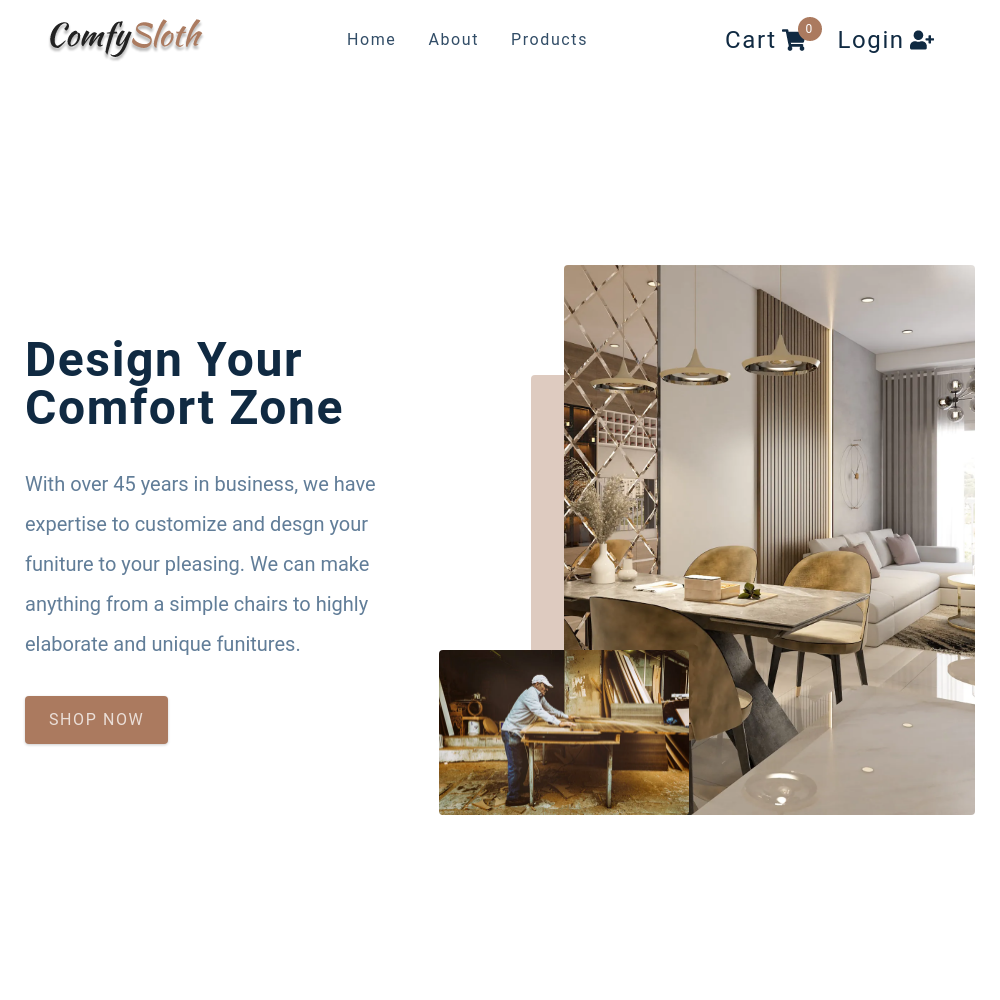 ComfySloth
Home
About
Products
Cart
0
Login
Design Your
Comfort Zone
With over 45 years in business, we have
expertise to customize and desgn your
funiture to your pleasing. We can make
anything from a simple chairs to highly
elaborate and unique funitures.
SHOP NOW